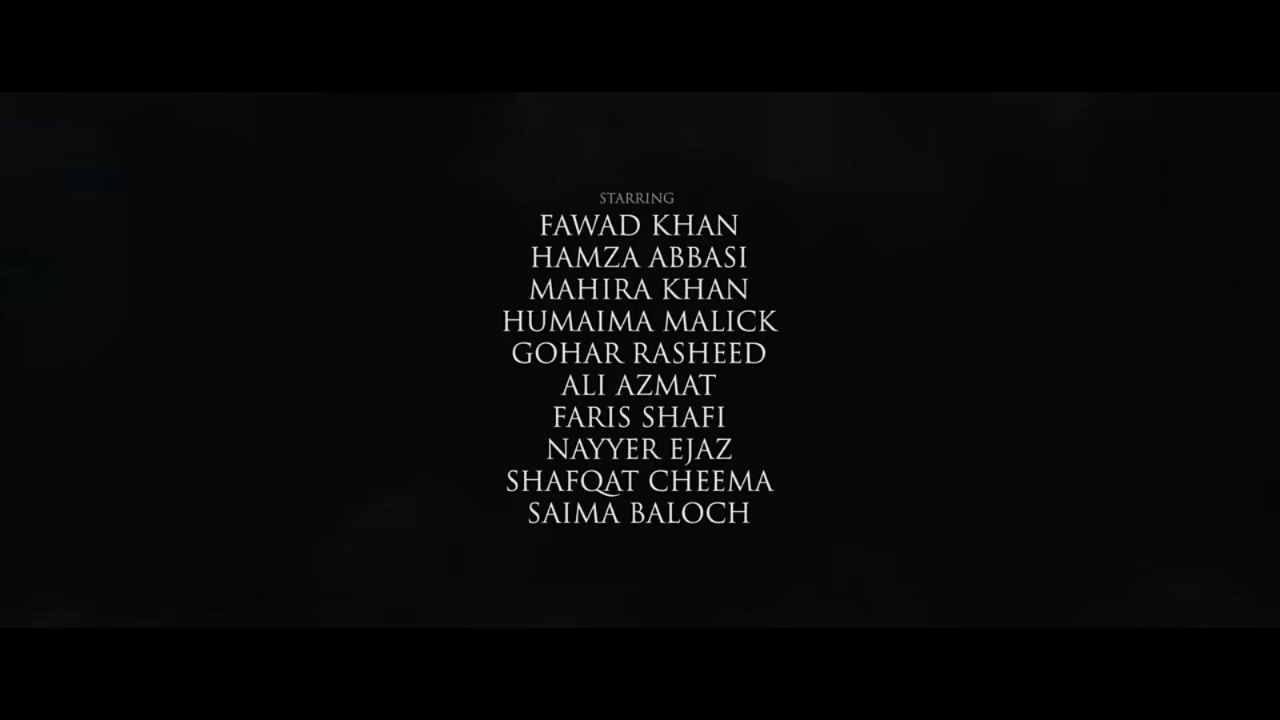 STARRING
FAWAD KHAN
HAMZA ABBASI
MAHIRA KHAN
HUMAIMA MALICK
GOHAR RASHEED
ALI AZMAT
FARIS SHAFI
NAYYER EJAZ
SHAFQAT CHEEMA
SAIMA BALOCH